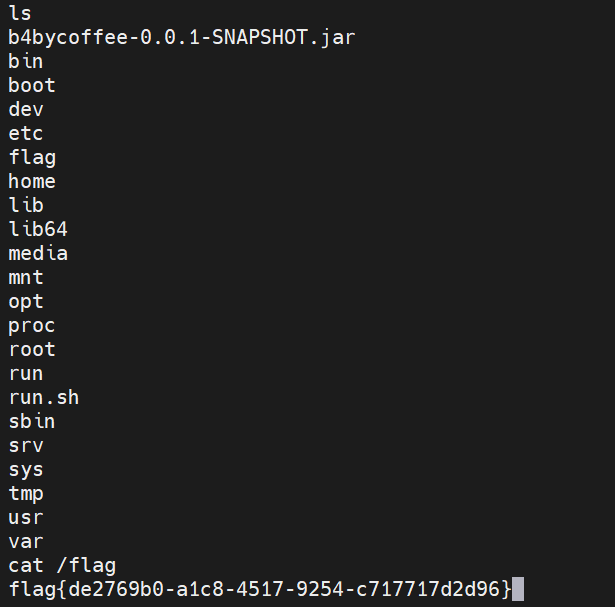 ls
b4bycoffee-0.0.1-SNAPSHOT.jar
bin
boot
dev
etc
flag
home
lib
lib64
media
mnt
opt
proc
root
run
run.sh
sbin
srv
sys
tmp
usr
var
cat /flag
flag{de2769b0-a1c8-4517-9254-c717717d2d96}